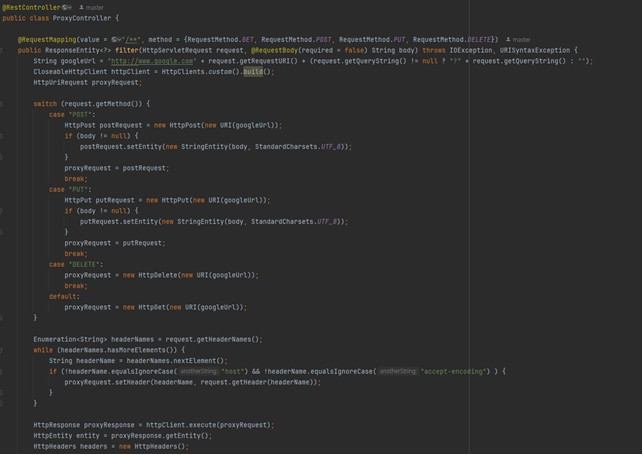 @RestController master
public class ProxyController {
@RequestMapping(value = "/**", method = {RequestMethod.GET, RequestMethod.POST, RequestMethod.PUT, RequestMethod.DELETE}) master
public ResponseEntity<?> filter(HttpServletRequest request, @RequestBody(required = false) String body) throws IOException, URISyntaxException {
String googleUrl = "http://www.google.com" + request.getRequestURI() + (request.getQueryString() != null ? "?" + request.getQueryString() : "");
CloseableHttpClient httpClient = HttpClients.custom().build();
HttpUriRequest proxyRequest;
switch (request.getMethod()) {
case "POST":
HttpPost postRequest = new HttpPost(new URI(googleUrl));
if (body != null) {
postRequest.setEntity(new StringEntity(body, StandardCharsets.UTF_8));
}
proxyRequest = postRequest;
break;
case "PUT":
HttpPut putRequest = new HttpPut(new URI(googleUrl));
if (body != null) {
putRequest.setEntity(new StringEntity(body, StandardCharsets.UTF_8));
}
proxyRequest = putRequest;
break;
case "DELETE":
proxyRequest = new HttpDelete(new URI(googleUrl));
break;
default:
proxyRequest = new HttpGet(new URI(googleUrl));
}
Enumeration<String> headerNames = request.getHeaderNames();
while (headerNames.hasMoreElements()) {
String headerName = headerNames.nextElement();
if (!headerName.equalsIgnoreCase( anotherString: "host") && !headerName.equalsIgnoreCase( anotherString: "accept-encoding") ) {
proxyRequest.setHeader(headerName, request.getHeader(headerName));
}
}
HttpResponse proxyResponse = httpClient.execute(proxyRequest);
HttpEntity entity = proxyResponse.getEntity();
HttpHeaders headers = new HttpHeaders();